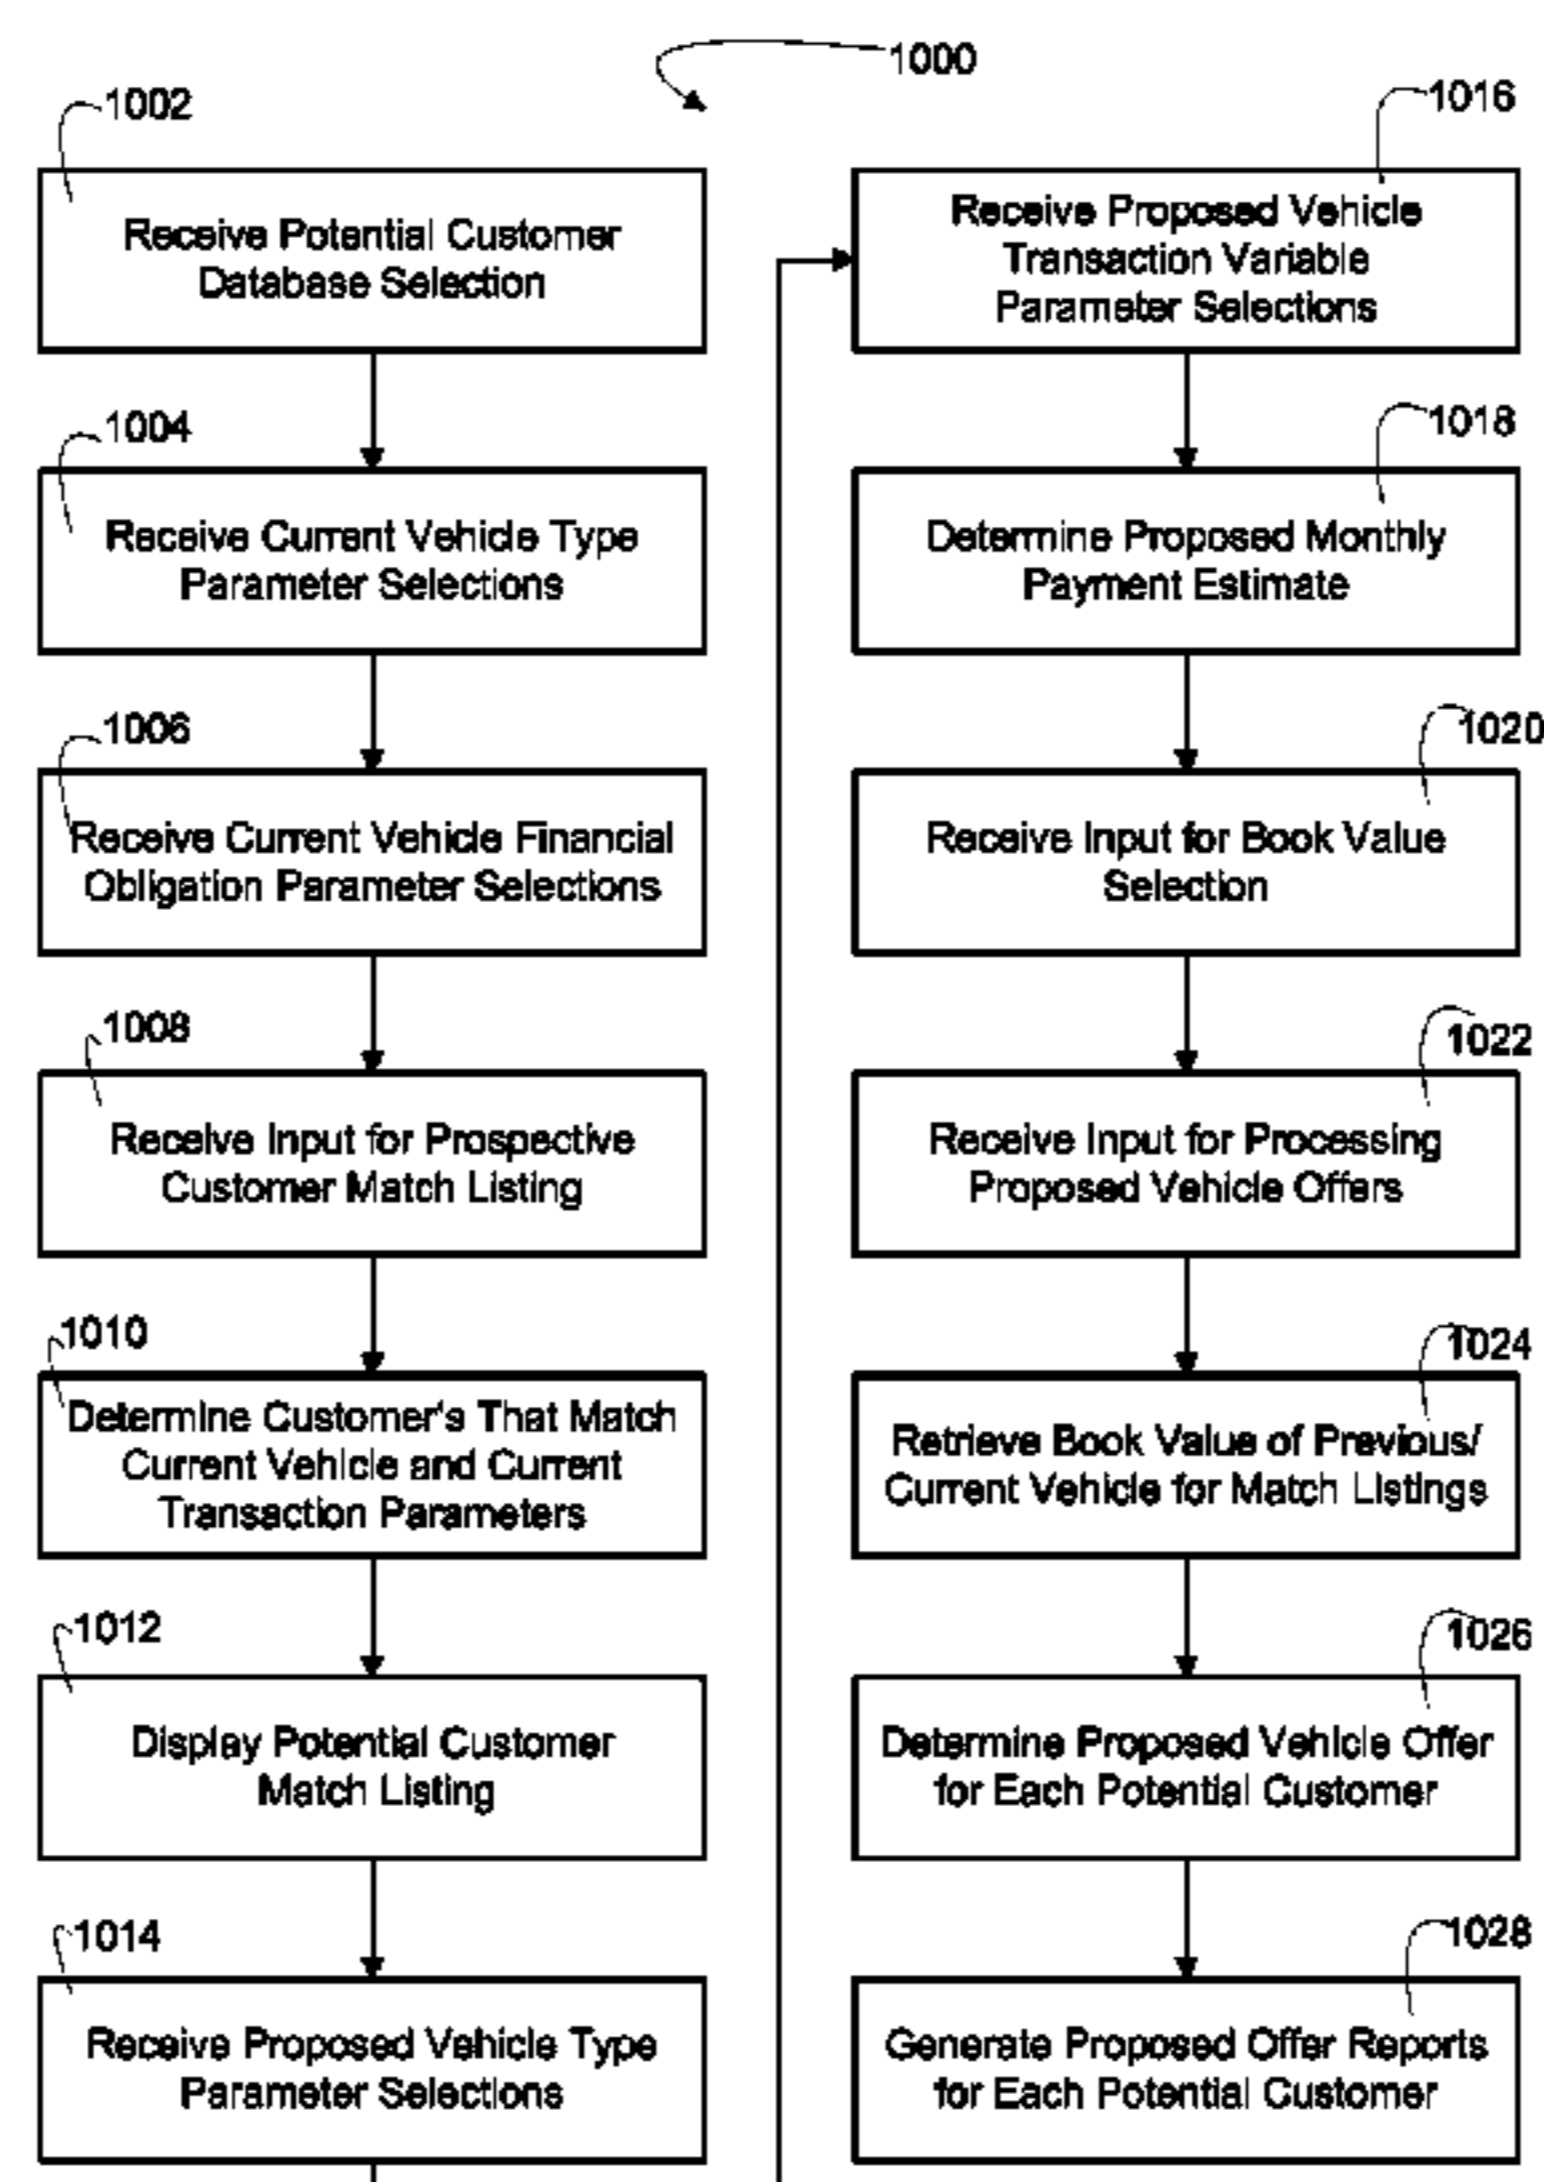 1000
1002
Receive Potential Customer
Database Selection
1004
Receive Current Vehicle Type
Parameter Selections
1006
Receive Current Vehicle Financial
Obligation Parameter Selections
1008
Receive Input for Prospective
Customer Match Listing
1010
Determine Customer's That Match
Current Vehicle and Current
Transaction Parameters
1012
Display Potential Customer
Match Listing
1014
Receive Proposed Vehicle Type
Parameter Selections
1016
Receive Proposed Vehicle
Transaction Variable
Parameter Selections
1018
Determine Proposed Monthly
Payment Estimate
1020
Receive Input for Book Value
Selection
1022
Receive Input for Processing
Proposed Vehicle Offers
1024
Retrieve Book Value of Previous/
Current Vehicle for Match Listings
1026
Determine Proposed Vehicle Offer
for Each Potential Customer
1028
Generate Proposed Offer Reports
for Each Potential Customer